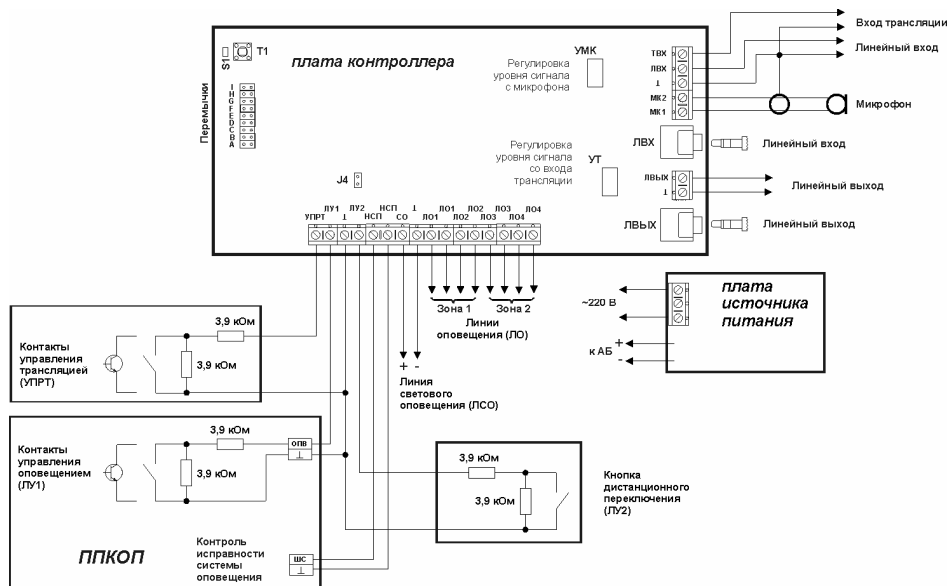 Вход трансляции
Линейный вход
Микрофон
Линейный вход
Линейный выход
Линейный выход
плата контроллера
S1
T1
УМК
Регулировка
уровня сигнала
с микрофона
ТВХ
ЛВХ
⊥
МК2
МК1
Перемычки
I
H
G
F
E
D
C
B
A
Регулировка
уровня сигнала
со входа
трансляции
УТ
ЛВХ
ЛВЫХ
⊥
ЛВЫХ
J4
УПРТ
ЛУ1
⊥
ЛУ2
НСП
НСП
СО
⊥
ЛО1
ЛО1
ЛО2
ЛО2
ЛО3
ЛО3
ЛО4
ЛО4
Зона 1
Зона 2
Линии
оповещения (ЛО)
+ -
Линия
светового
оповещения (ЛСО)
~220 В
+
к АБ
-
плата
источника
питания
Контакты
управления
трансляцией
(УПРТ)
3,9 кОм
3,9 кОм
Контакты
управления
оповещением
(ЛУ1)
3,9 кОм
3,9 кОм
ОПВ
⊥
ППКОП
Контроль
исправности
системы
оповещения
ШС
⊥
3,9 кОм
3,9 кОм
Кнопка
дистанционного
переключения
(ЛУ2)